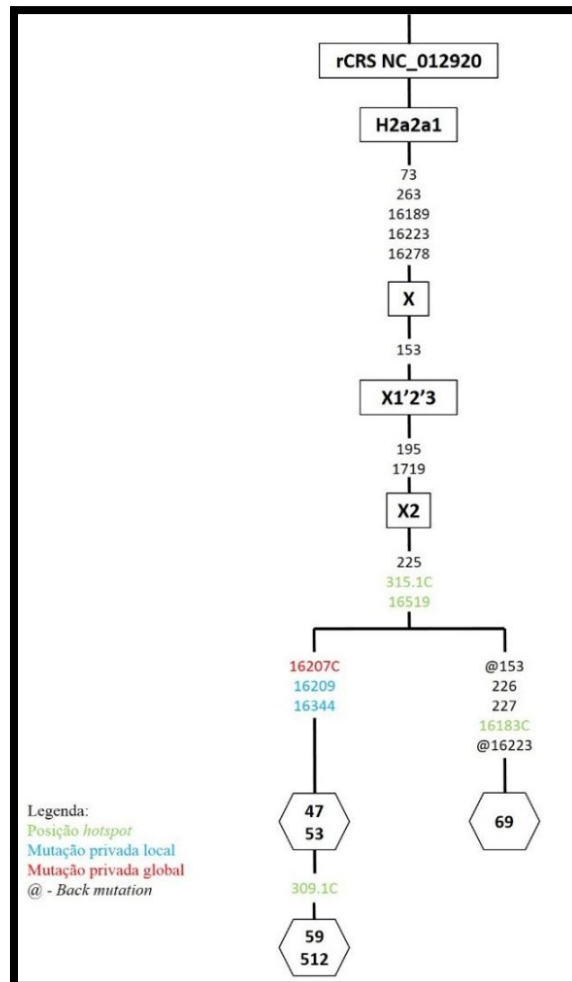 rCRS NC_012920
H2a2a1
73
263
16189
16223
16278
X
153
X1’2’3
195
1719
X2
225
315.1C
16519
16207C
16209
16344
@153
226
227
16183C
@16223
47
53
69
309.1C
59
512
Legenda:
Posição hotspot
Mutação privada local
Mutação privada global
@ - Back mutation